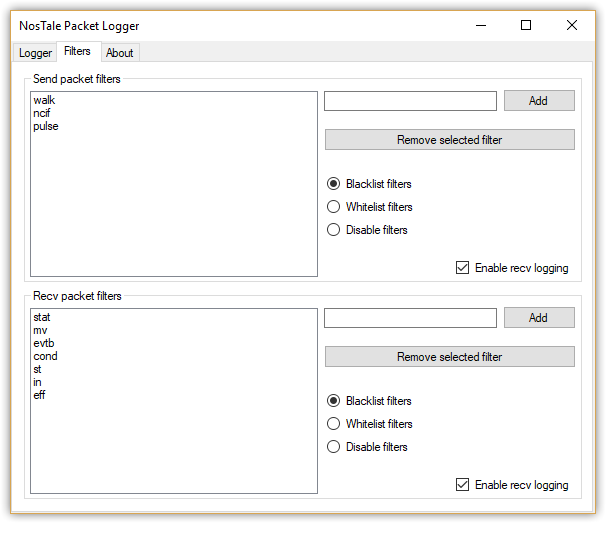 NosTale Packet Logger
Logger Filters About
Send packet filters
walk
ncif
pulse
Add
Remove selected filter
Blacklist filters
Whitelist filters
Disable filters
Enable recv logging
Recv packet filters
stat
mv
evtb
cond
st
in
eff
Add
Remove selected filter
Blacklist filters
Whitelist filters
Disable filters
Enable recv logging